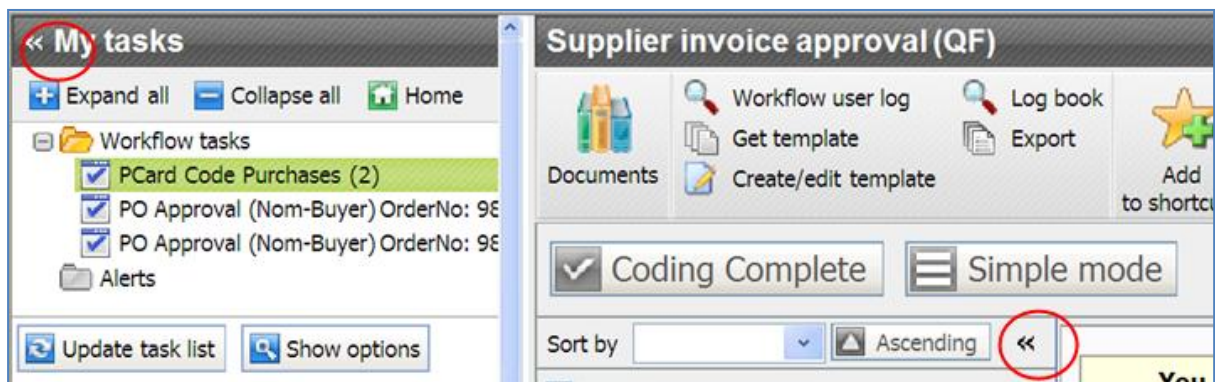 « My tasks
Expand all Collapse all Home
Workflow tasks
PCard Code Purchases (2)
PO Approval (Nom-Buyer) OrderNo: 98
PO Approval (Nom-Buyer) OrderNo: 98
Alerts
Update task list Show options
Supplier invoice approval (QF)
Documents
Workflow user log
Get template
Create/edit template
Log book
Export
Add
to shortcu
Coding Complete Simple mode
Sort by Ascending «
You